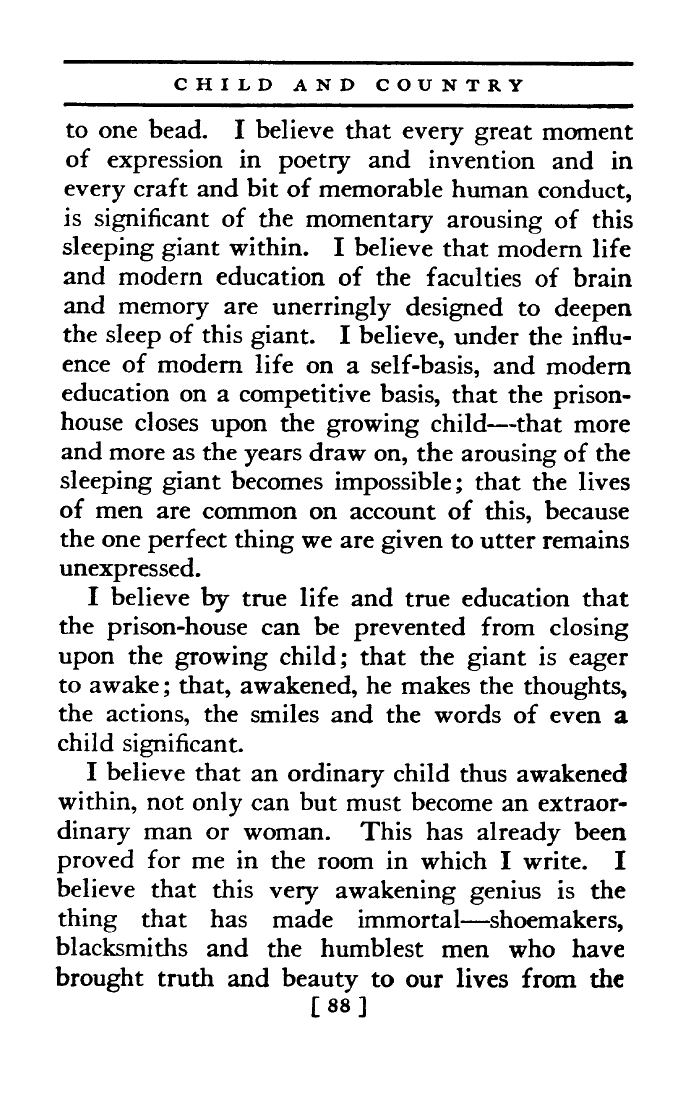 CHILD AND COUNTRY
to one bead. I believe that every great moment
of expression in poetry and invention and in
every craft and bit of memorable human conduct,
is significant of the momentary arousing of this
sleeping giant within. I believe that modern life
and modern education of the faculties of brain
and memory are unerringly designed to deepen
the sleep of this giant. I believe, under the influ-
ence of modern life on a self-basis, and modern
education on a competitive basis, that the prison-
house closes upon the growing child—that more
and more as the years draw on, the arousing of the
sleeping giant becomes impossible; that the lives
of men are common on account of this, because
the one perfect thing we are given to utter remains
unexpressed.
I believe by true life and true education that
the prison-house can be prevented from closing
upon the growing child; that the giant is eager
to awake; that, awakened, he makes the thoughts,
the actions, the smiles and the words of even a
child significant.
I believe that an ordinary child thus awakened
within, not only can but must become an extraor-
dinary man or woman. This has already been
proved for me in the room in which I write. I
believe that this very awakening genius is the
thing that has made immortal—shoemakers,
blacksmiths and the humblest men who have
brought truth and beauty to our lives from the
[ 88 ]